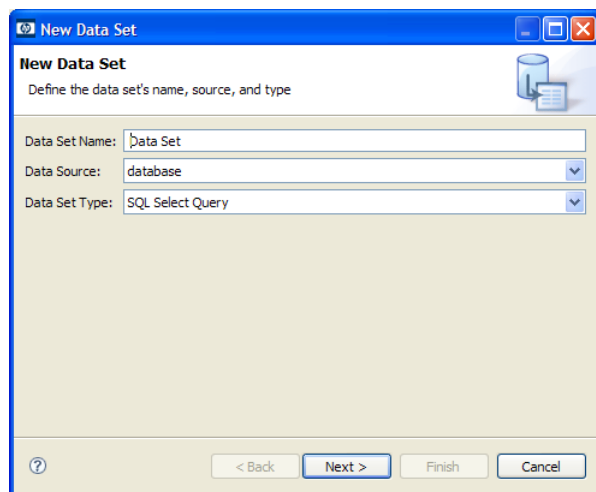 New Data Set
New Data Set
Define the data set's name, source, and type
Data Set Name: Data Set
Data Source: database
Data Set Type: SQL Select Query
? < Back Next > Finish Cancel